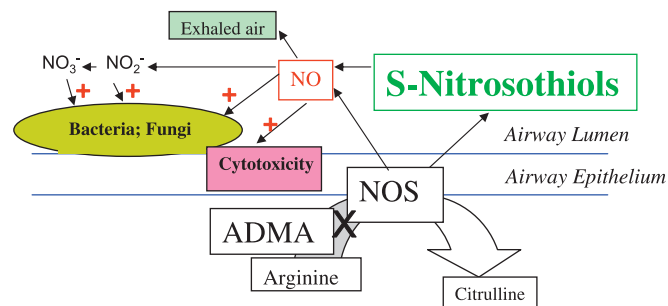 Exhaled air
NO₃⁻ NO₂⁻ NO S-Nitrosothiols
+ + +
Bacteria; Fungi + Airway Lumen
Cytotoxicity Airway Epithelium
NOS
ADMA X
Arginine Citrulline